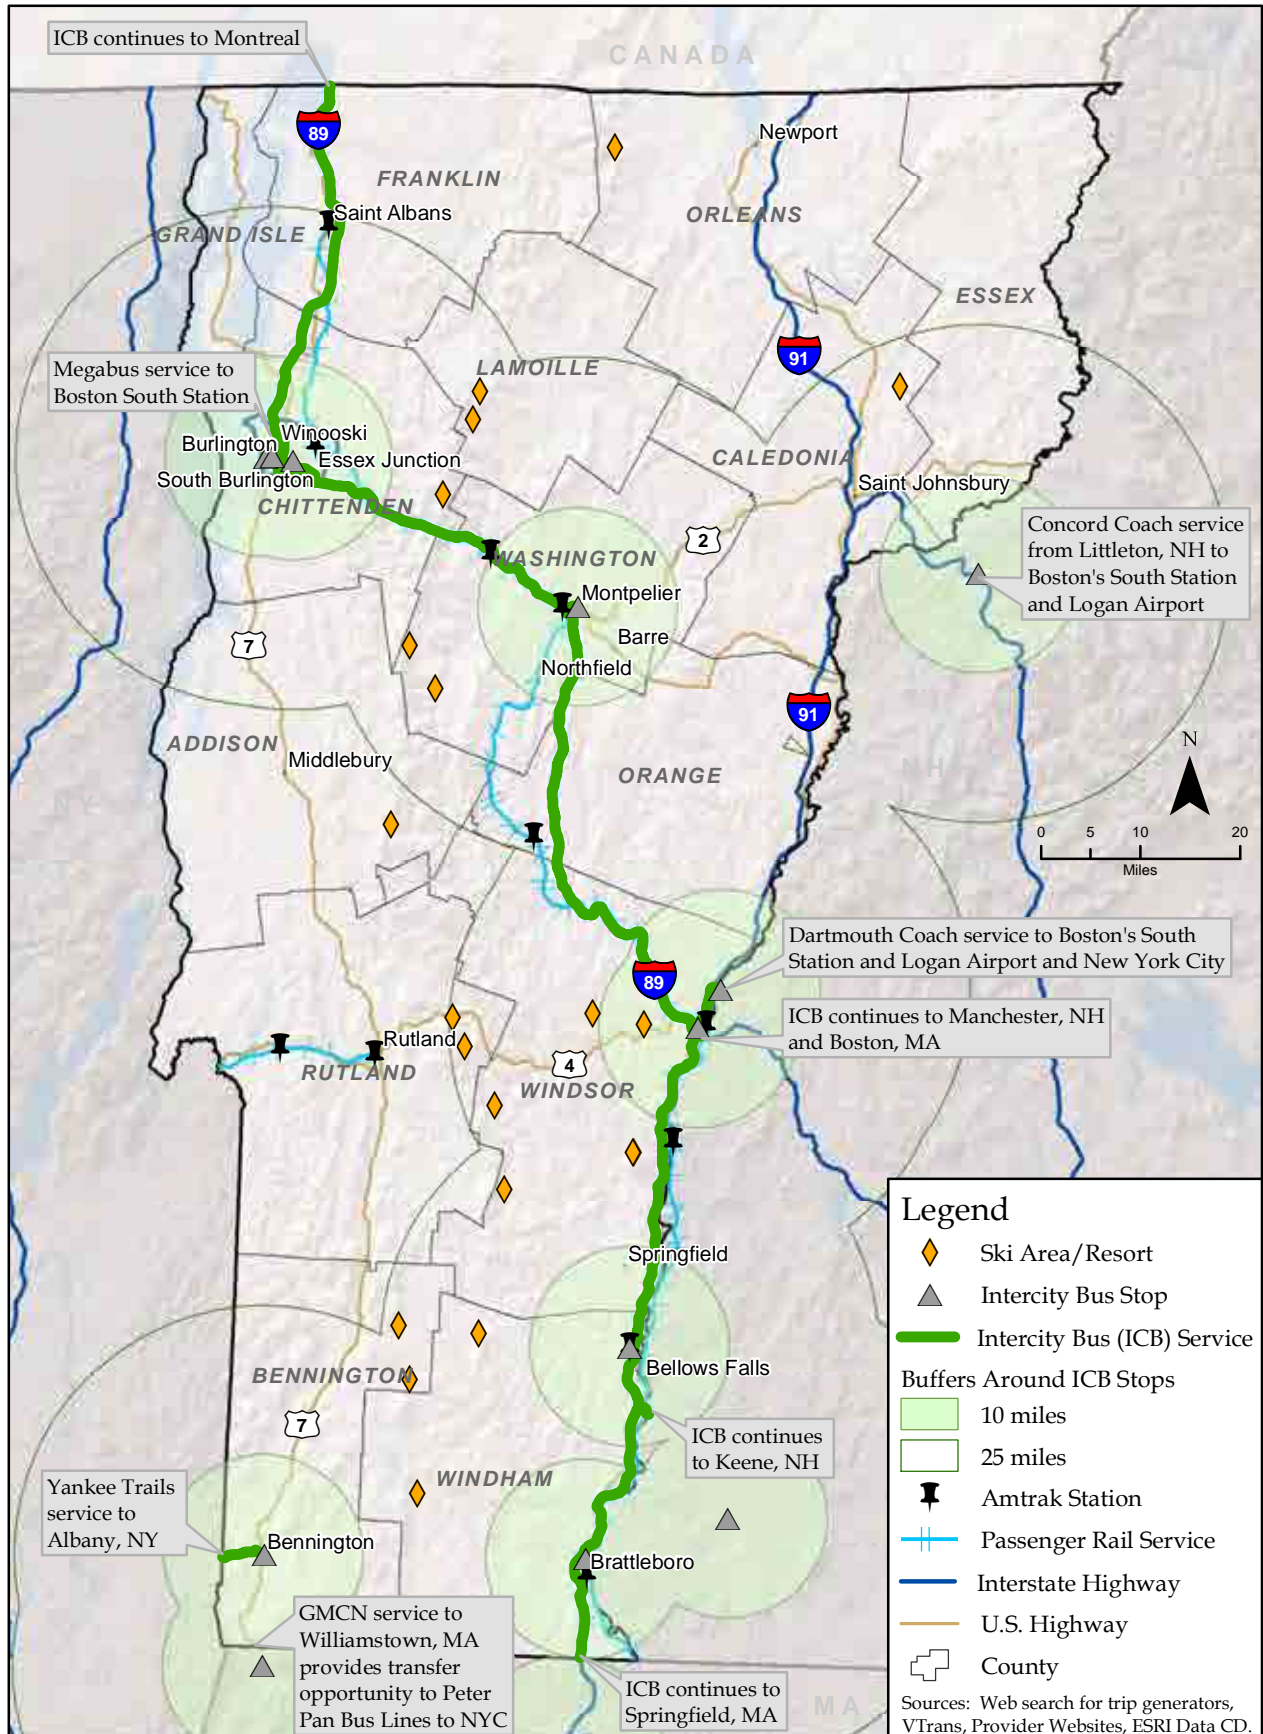 ICB continues to Montreal
CANADA
89
Newport
FRANKLIN
ORLEANS
Saint Albans
GRAND ISLE
ESSEX
91
Megabus service to
Boston South Station
LAMOILLE
Winooski
Burlington
Essex Junction
South Burlington
CHITTENDEN
CALEDONIA
Saint Johnsbury
2
WASHINGTON
Concord Coach service
from Littleton, NH to
Boston's South Station
and Logan Airport
Montpelier
Barre
Northfield
7
91
ADDISON
Middlebury
ORANGE
NH
NY
N
0 5 10 20
Miles
Dartmouth Coach service to Boston's South
Station and Logan Airport and New York City
89
ICB continues to Manchester, NH
and Boston, MA
Rutland
RUTLAND
4
WINDSOR
Springfield
Bellows Falls
BENNINGTON
7
ICB continues
to Keene, NH
WINDHAM
Yankee Trails
service to
Albany, NY
Bennington
Brattleboro
GMCN service to
Williamstown, MA
provides transfer
opportunity to Peter
Pan Bus Lines to NYC
ICB continues to
Springfield, MA
MA
Legend
Ski Area/Resort
Intercity Bus Stop
Intercity Bus (ICB) Service
Buffers Around ICB Stops
10 miles
25 miles
Amtrak Station
Passenger Rail Service
Interstate Highway
U.S. Highway
County
Sources: Web search for trip generators,
VTrans, Provider Websites, ESRI Data CD.